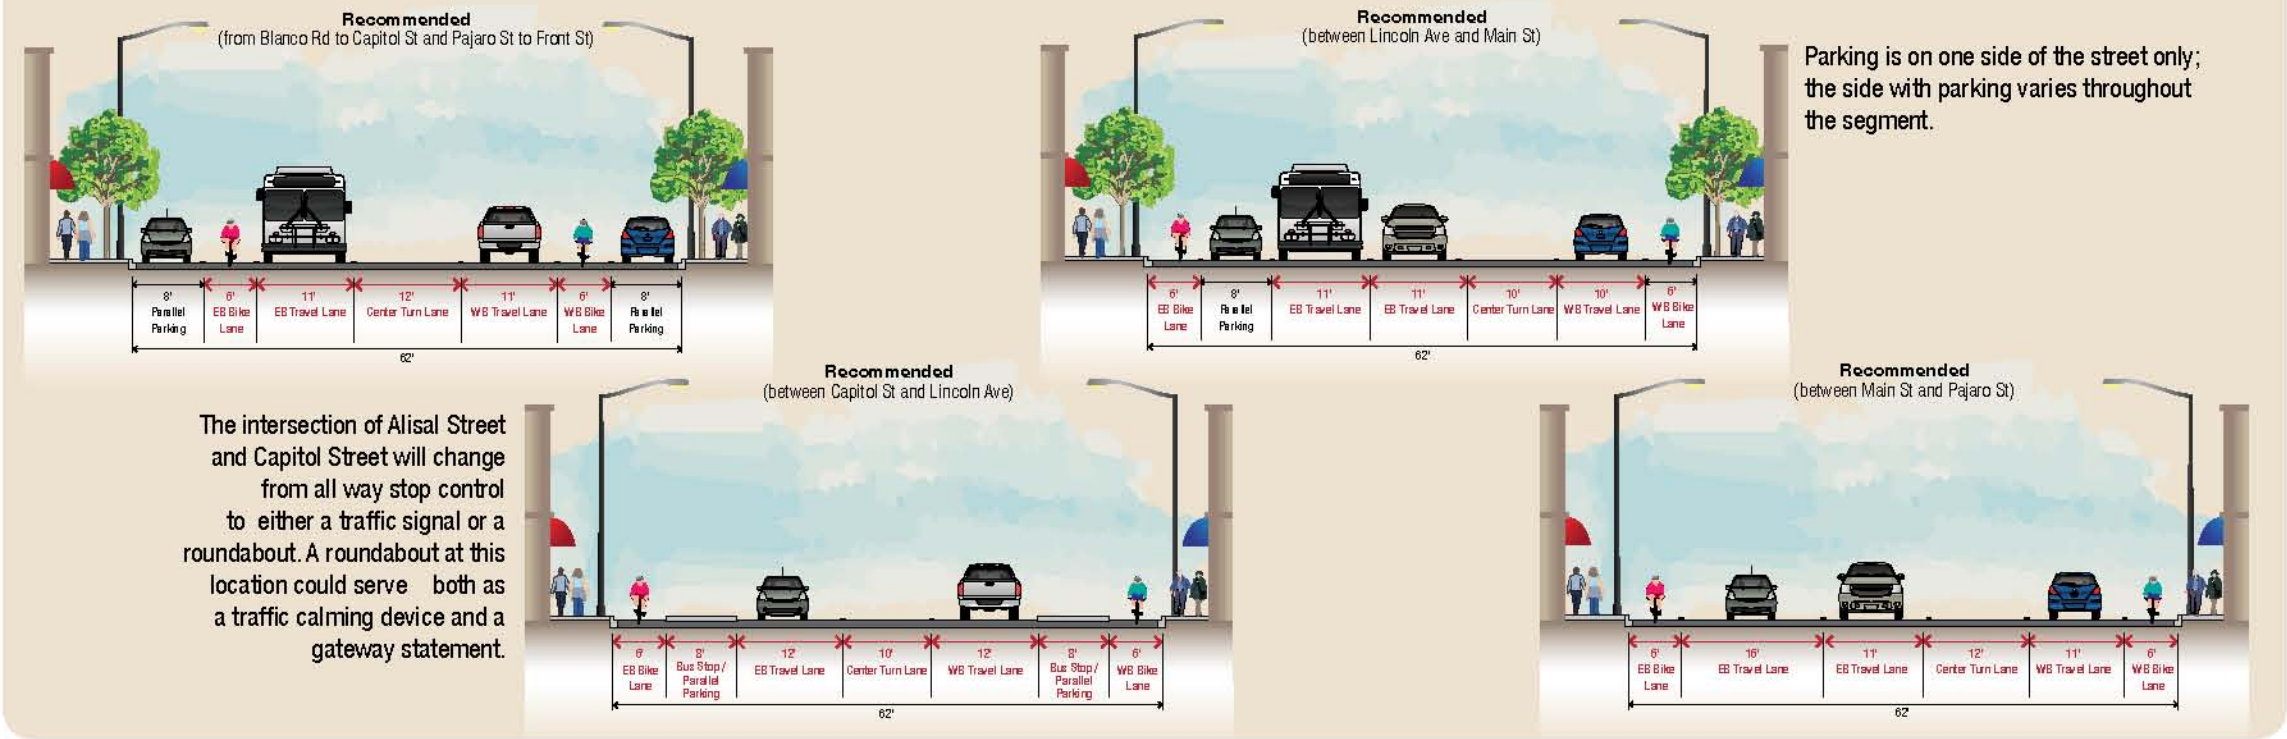 Recommended
(from Blanco Rd to Capitol St and Pajaro St to Front St)
8' 6' 11' 12' 11' 6' 8'
Parallel EB Bike EB Travel Lane Center Turn Lane WB Travel Lane WB Bike Parallel
Parking Lane Lane Parking
62'
Recommended
(between Lincoln Ave and Main St)
6' 8' 11' 11' 10' 10' 6'
EB Bike Parallel EB Travel Lane EB Travel Lane Center Turn Lane WB Travel Lane WB Bike
Lane Parking Lane
62'
Parking is on one side of the street only;
the side with parking varies throughout
the segment.
The intersection of Alisal Street
and Capitol Street will change
from all way stop control
to either a traffic signal or a
roundabout. A roundabout at this
location could serve both as
a traffic calming device and a
gateway statement.
Recommended
(between Capitol St and Lincoln Ave)
6' 8' 12' 10' 12' 8' 6'
EB Bike Bus Stop/ EB Travel Lane Center Turn Lane WB Travel Lane Bus Stop/ WB Bike
Lane Parallel Parallel Lane
Parking Parking
62'
Recommended
(between Main St and Pajaro St)
6' 16' 11' 12' 11' 6'
EB Bike EB Travel Lane EB Travel Lane Center Turn Lane WB Travel Lane WB Bike
Lane Lane
62'